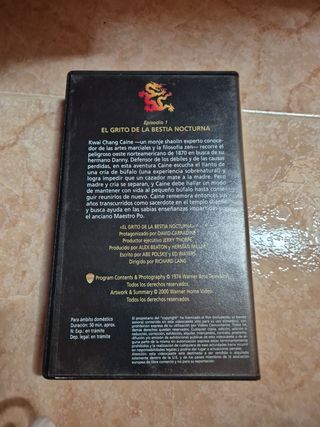 Episodio 1
EL GRITO DE LA BESTIA NOCTURNA
Kwai Chang Caine —un monje shaolin experto conoce-
dor de las artes marciales y la filosofía zen— recorre el
peligroso oeste norteamericano de 1870 en busca de su
hermano Danny. Defensor de los débiles y de las causas
perdidas, en esta aventura Caine escucha el llanto de
una cría de búfalo (una experiencia sobrenatural) y
logra impedir que un cazador mate a la madre. Pero
madre y cría se separan, y Caine debe hallar un modo
de mantener con vida al pequeño búfalo hasta conse-
guir reunirlos de nuevo. Caine rememora entonces los
años transcurridos como sacerdote en el templo
y busca ayuda en las sabias enseñanzas impartidas por
el anciano Maestro Po.
«EL GRITO DE LA BESTIA NOCTURNA»
Protagonizado por DAVID CARRADINE
Productor ejecutivo JERRY THORPE
Producido por ALEX BEATON y HERMAN MILLER
Escrito por ABE POLSKY y ED WATERS
Dirigido por RICHARD LANG
Program Contents & Photography © 1974 Warner Bros Television
Todos los derechos reservados.
Artwork & Summary © 2000 Warner Home Video.
Todos los derechos reservados.
Para ámbito doméstico
Duración: 50 min. aprox.
N. Exp.: en trámite
Dep. legal: en trámite